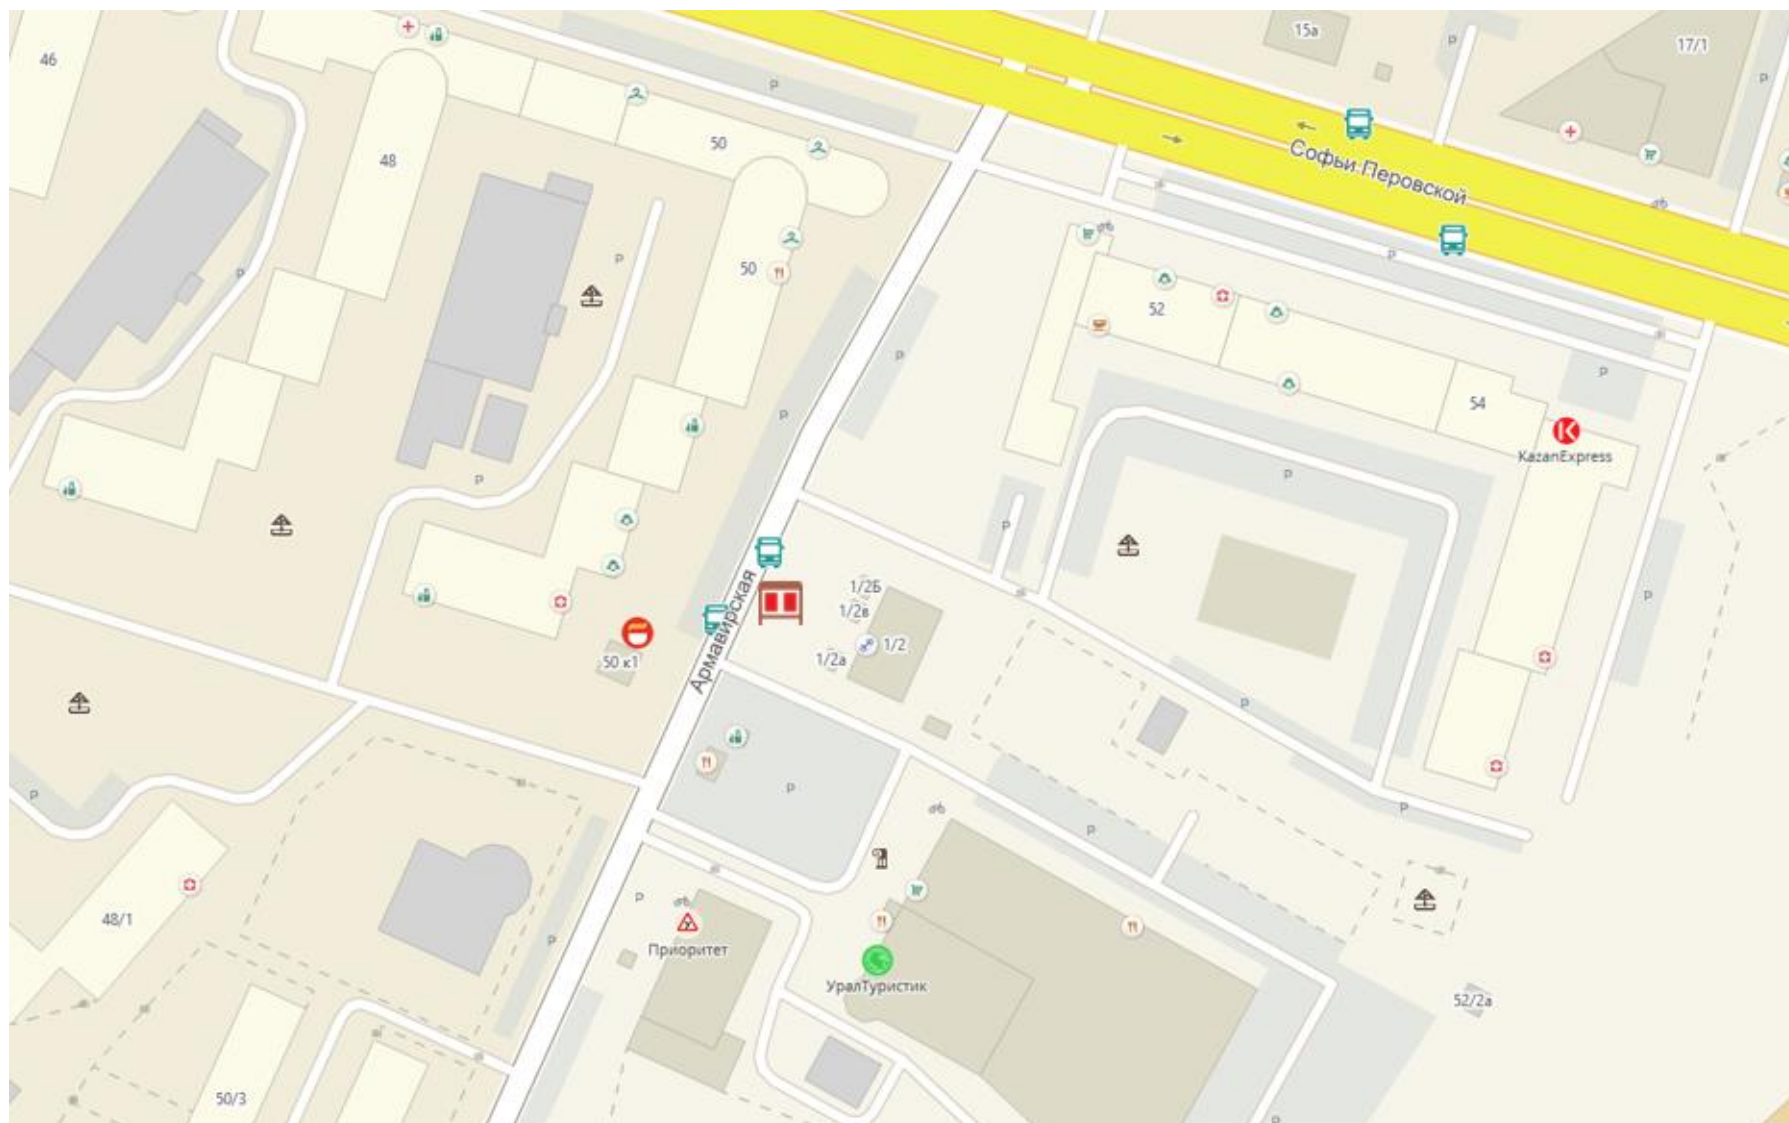 15а
17/1
46
P
P
P
50
48
Софьи Перовской
P
P
50
P
P
52
P
P
54
P
KazanExpress
P
P
P
1/2Б
1/2в
P
1/2
1/2а
50 к1
Армавирская
P
P
P
P
P
48/1
P
P
Приоритет
УралТуристик
52/2а
50/3
P